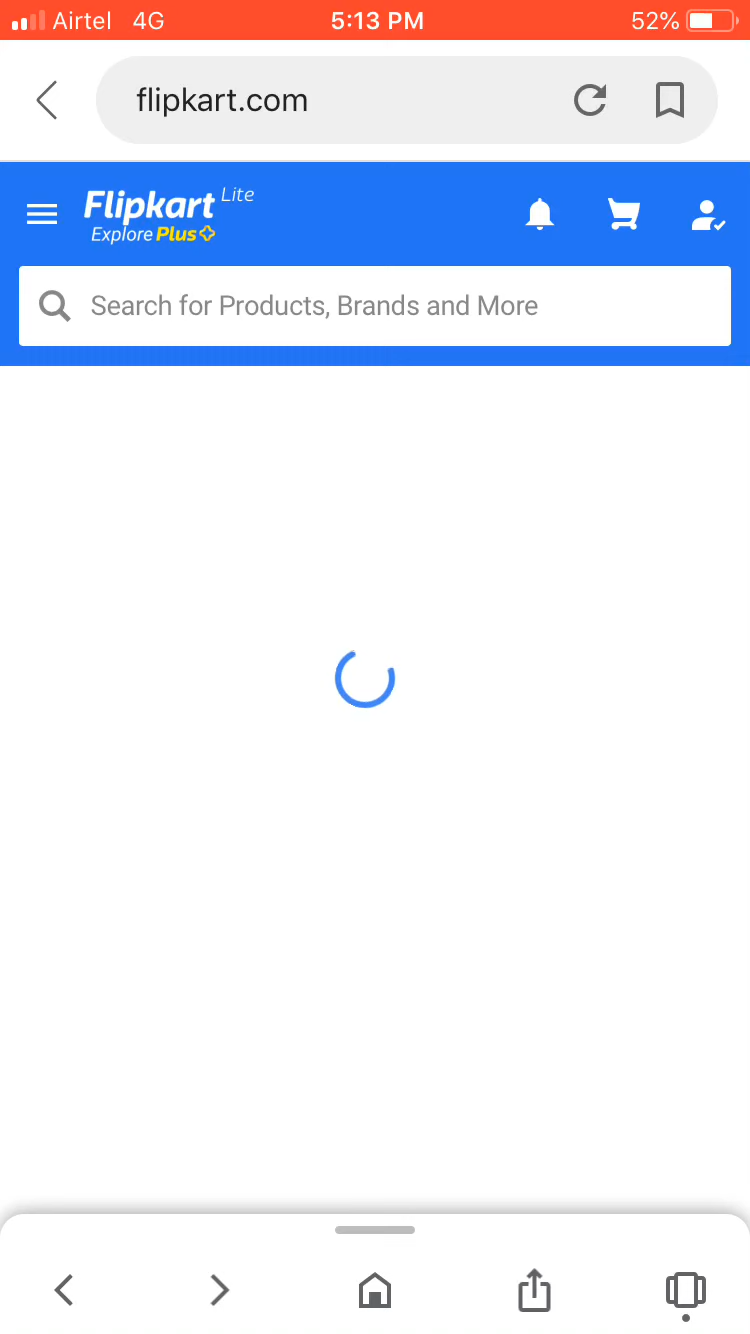 Airtel 4G 5:13 PM 52%
flipkart.com
Flipkart Lite
Explore Plus
Search for Products, Brands and More